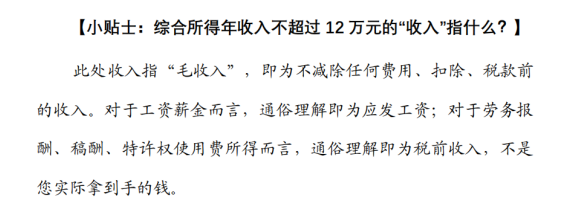 【小贴士：综合所得年收入不超过 12 万元的“收入”指什么？】
此处收入指“毛收入”，即为不减除任何费用、扣除、税款前
的收入。对于工资薪金而言，通俗理解即为应发工资；对于劳务报
酬、稿酬、特许权使用费所得而言，通俗理解即为税前收入，不是
您实际拿到手的钱。